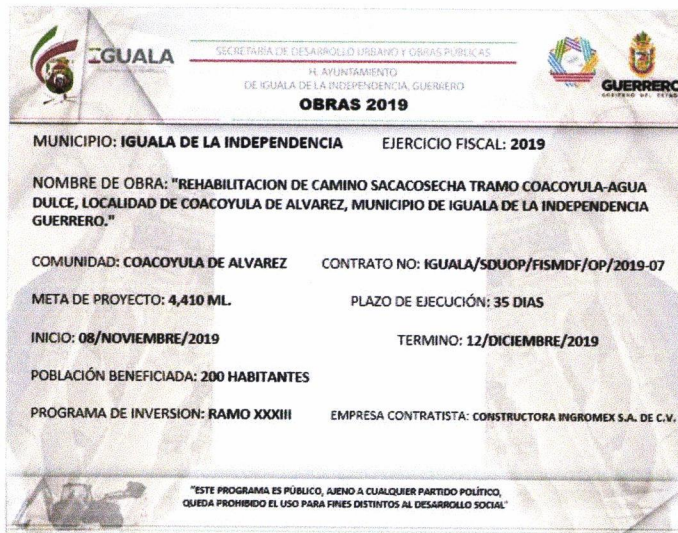 IGUALA
SECRETARÍA DE DESARROLLO URBANO Y OBRAS PÚBLICAS
H. AYUNTAMIENTO
DE IGUALA DE LA INDEPENDENCIA, GUERRERO
OBRAS 2019
GUERRERO
GOBIERNO DEL ESTADO
MUNICIPIO: IGUALA DE LA INDEPENDENCIA EJERCICIO FISCAL: 2019
NOMBRE DE OBRA: "REHABILITACION DE CAMINO SACACOSECHA TRAMO COACOYULA-AGUA
DULCE, LOCALIDAD DE COACOYULA DE ALVAREZ, MUNICIPIO DE IGUALA DE LA INDEPENDENCIA
GUERRERO."
COMUNIDAD: COACOYULA DE ALVAREZ CONTRATO NO: IGUALA/SDUOP/FISMDF/OP/2019-07
META DE PROYECTO: 4,410 ML. PLAZO DE EJECUCIÓN: 35 DIAS
INICIO: 08/NOVIEMBRE/2019 TERMINO: 12/DICIEMBRE/2019
POBLACIÓN BENEFICIADA: 200 HABITANTES
PROGRAMA DE INVERSION: RAMO XXXIII EMPRESA CONTRATISTA: CONSTRUCTORA INGROMEX S.A. DE C.V.
"ESTE PROGRAMA ES PÚBLICO, AJENO A CUALQUIER PARTIDO POLÍTICO,
QUEDA PROHIBIDO EL USO PARA FINES DISTINTOS AL DESARROLLO SOCIAL"